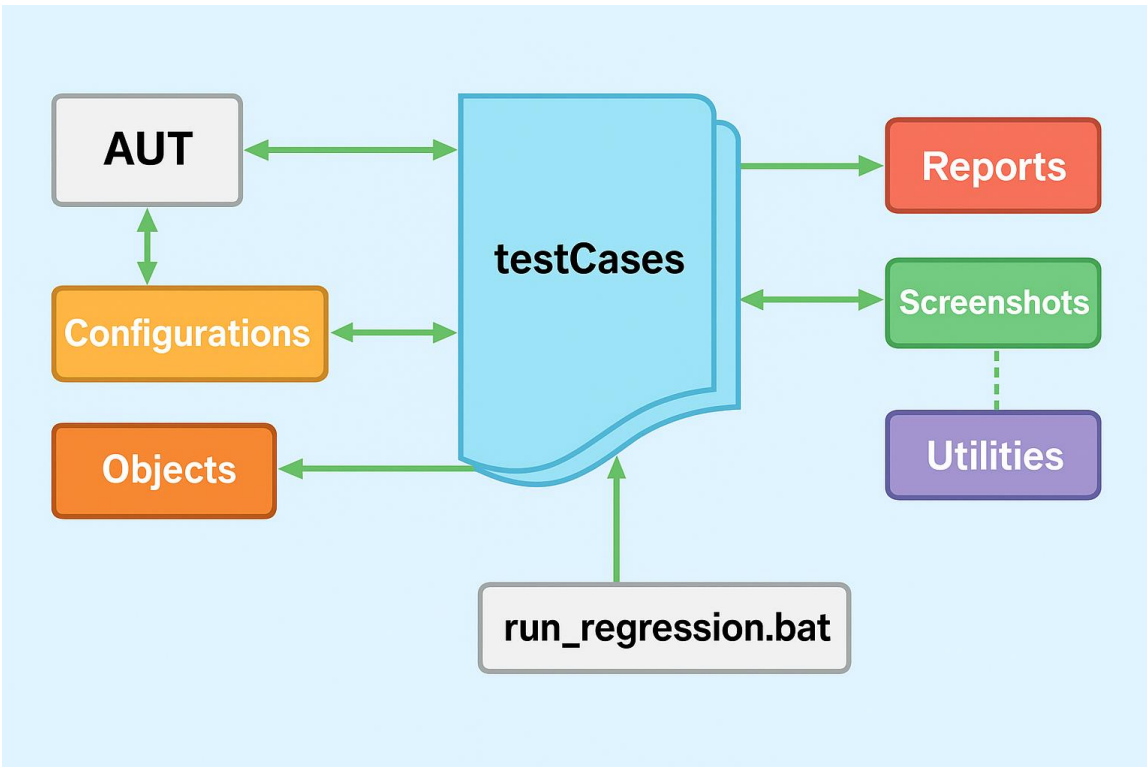 AUT
testCases
Reports
Configurations
Screenshots
Objects
Utilities
run_regression.bat